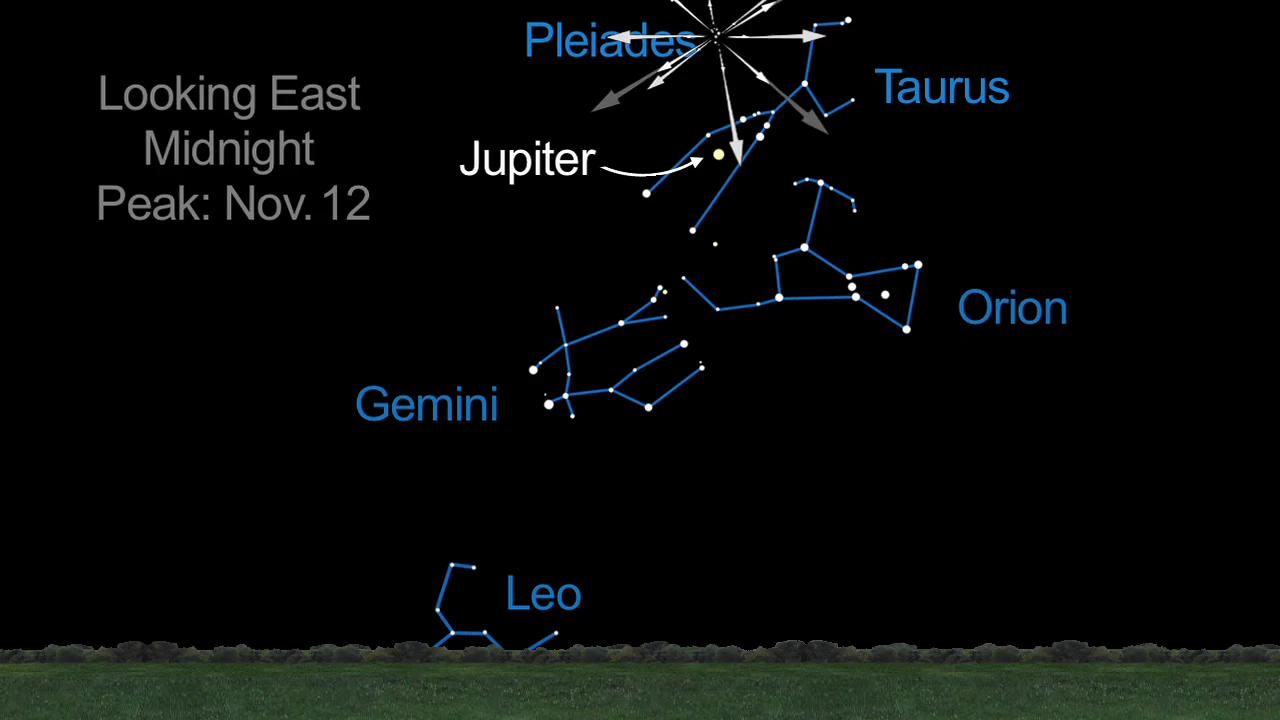 Pleiades
Looking East
Midnight
Peak: Nov. 12
Taurus
Jupiter
Orion
Gemini
Leo